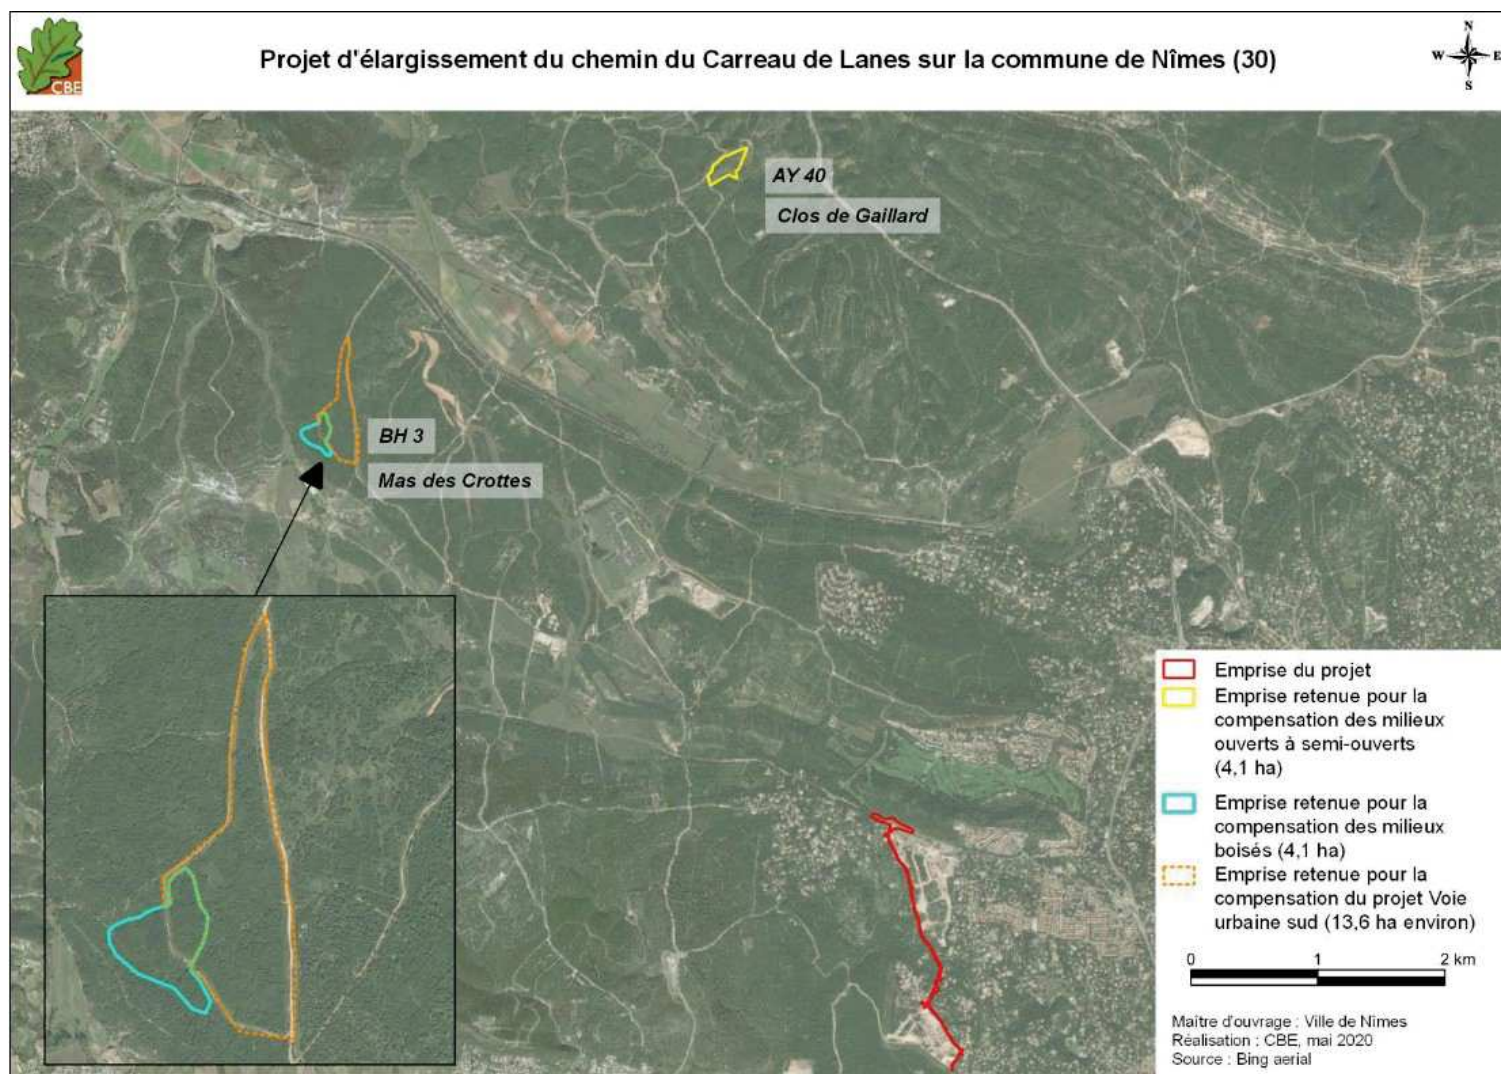 CBE
Projet d'élargissement du chemin du Carreau de Lanes sur la commune de Nîmes (30)
N
W E
S
AY 40
Clos de Gaillard
BH 3
Mas des Crottes
Emprise du projet
Emprise retenue pour la
compensation des milieux
ouverts à semi-ouverts
(4,1 ha)
Emprise retenue pour la
compensation des milieux
boisés (4,1 ha)
Emprise retenue pour la
compensation du projet Voie
urbaine sud (13,6 ha environ)
0 1 2 km
Maître d'ouvrage : Ville de Nîmes
Réalisation : CBE, mai 2020
Source : Bing aerial